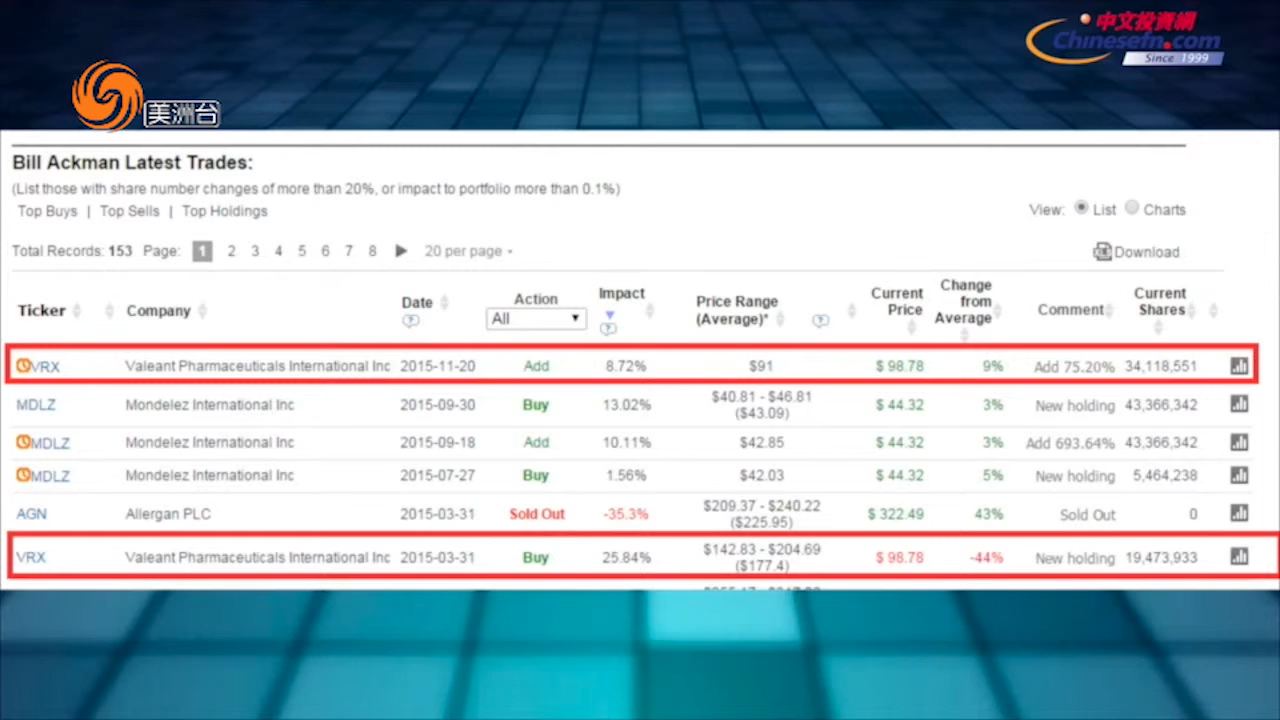 中文投資網
Chinesefn.com
Since 1999
美洲台
Bill Ackman Latest Trades:
(List those with share number changes of more than 20%, or impact to portfolio more than 0.1%)
Top Buys | Top Sells | Top Holdings
View: List Charts
Total Records: 153 Page: 1 2 3 4 5 6 7 8 ▶ 20 per page
Download
Ticker Company Date Action Impact Price Range (Average)* Current Price Change from Average Comment Current Shares
All
VRX Valeant Pharmaceuticals International Inc 2015-11-20 Add 8.72% $91 $ 98.78 9% Add 75.20% 34,118,551
MDLZ Mondelez International Inc 2015-09-30 Buy 13.02% $40.81 - $46.81 ($43.09) $ 44.32 3% New holding 43,366,342
MDLZ Mondelez International Inc 2015-09-18 Add 10.11% $42.85 $ 44.32 3% Add 693.64% 43,366,342
MDLZ Mondelez International Inc 2015-07-27 Buy 1.56% $42.03 $ 44.32 5% New holding 5,464,238
AGN Allergan PLC 2015-03-31 Sold Out -35.3% $209.37 - $240.22 ($225.95) $ 322.49 43% Sold Out 0
VRX Valeant Pharmaceuticals International Inc 2015-03-31 Buy 25.84% $142.83 - $204.69 ($177.4) $ 98.78 -44% New holding 19,473,933